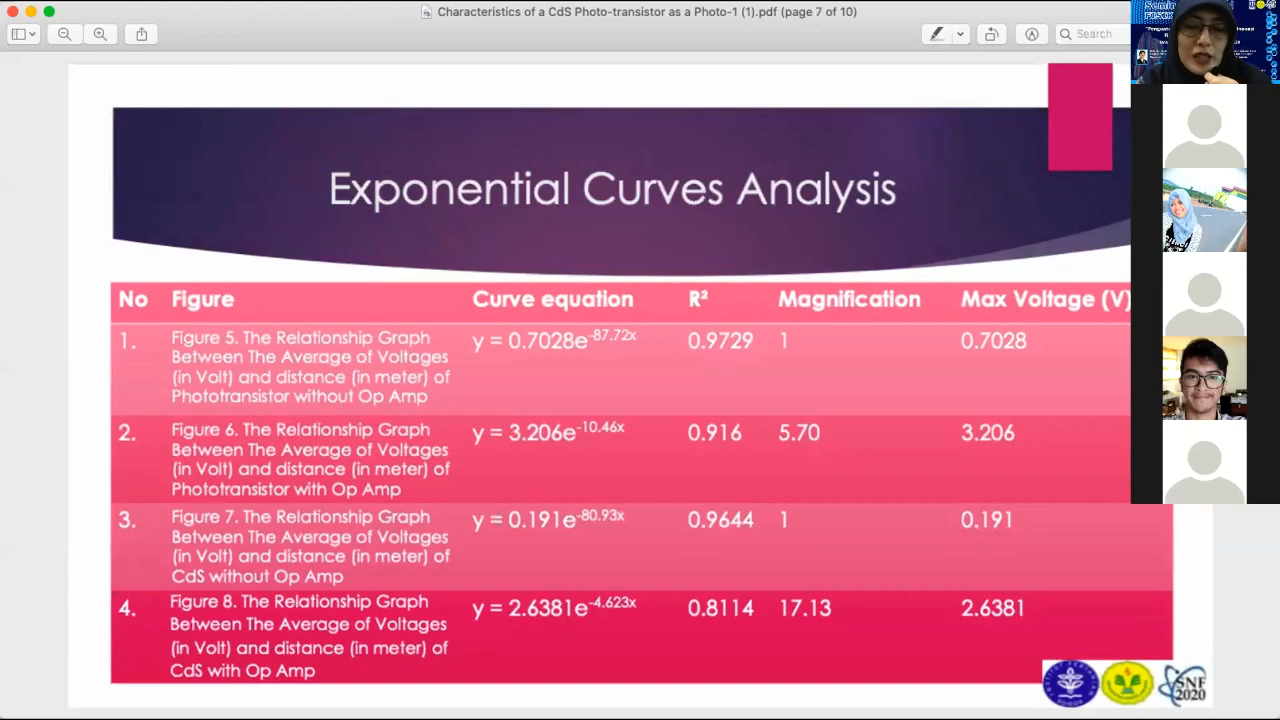 Characteristics of a CdS Photo-transistor as a Photo-1 (1).pdf (page 7 of 10)
Search
Exponential Curves Analysis
No Figure Curve equation R² Magnification Max Voltage (V)
1. Figure 5. The Relationship Graph Between The Average of Voltages (in Volt) and distance (in meter) of Phototransistor without Op Amp y = 0.7028e^-87.72x 0.9729 1 0.7028
2. Figure 6. The Relationship Graph Between The Average of Voltages (in Volt) and distance (in meter) of Phototransistor with Op Amp y = 3.206e^-10.46x 0.916 5.70 3.206
3. Figure 7. The Relationship Graph Between The Average of Voltages (in Volt) and distance (in meter) of CdS without Op Amp y = 0.191e^-80.93x 0.9644 1 0.191
4. Figure 8. The Relationship Graph Between The Average of Voltages (in Volt) and distance (in meter) of CdS with Op Amp y = 2.6381e^-4.623x 0.8114 17.13 2.6381
SNF
2020